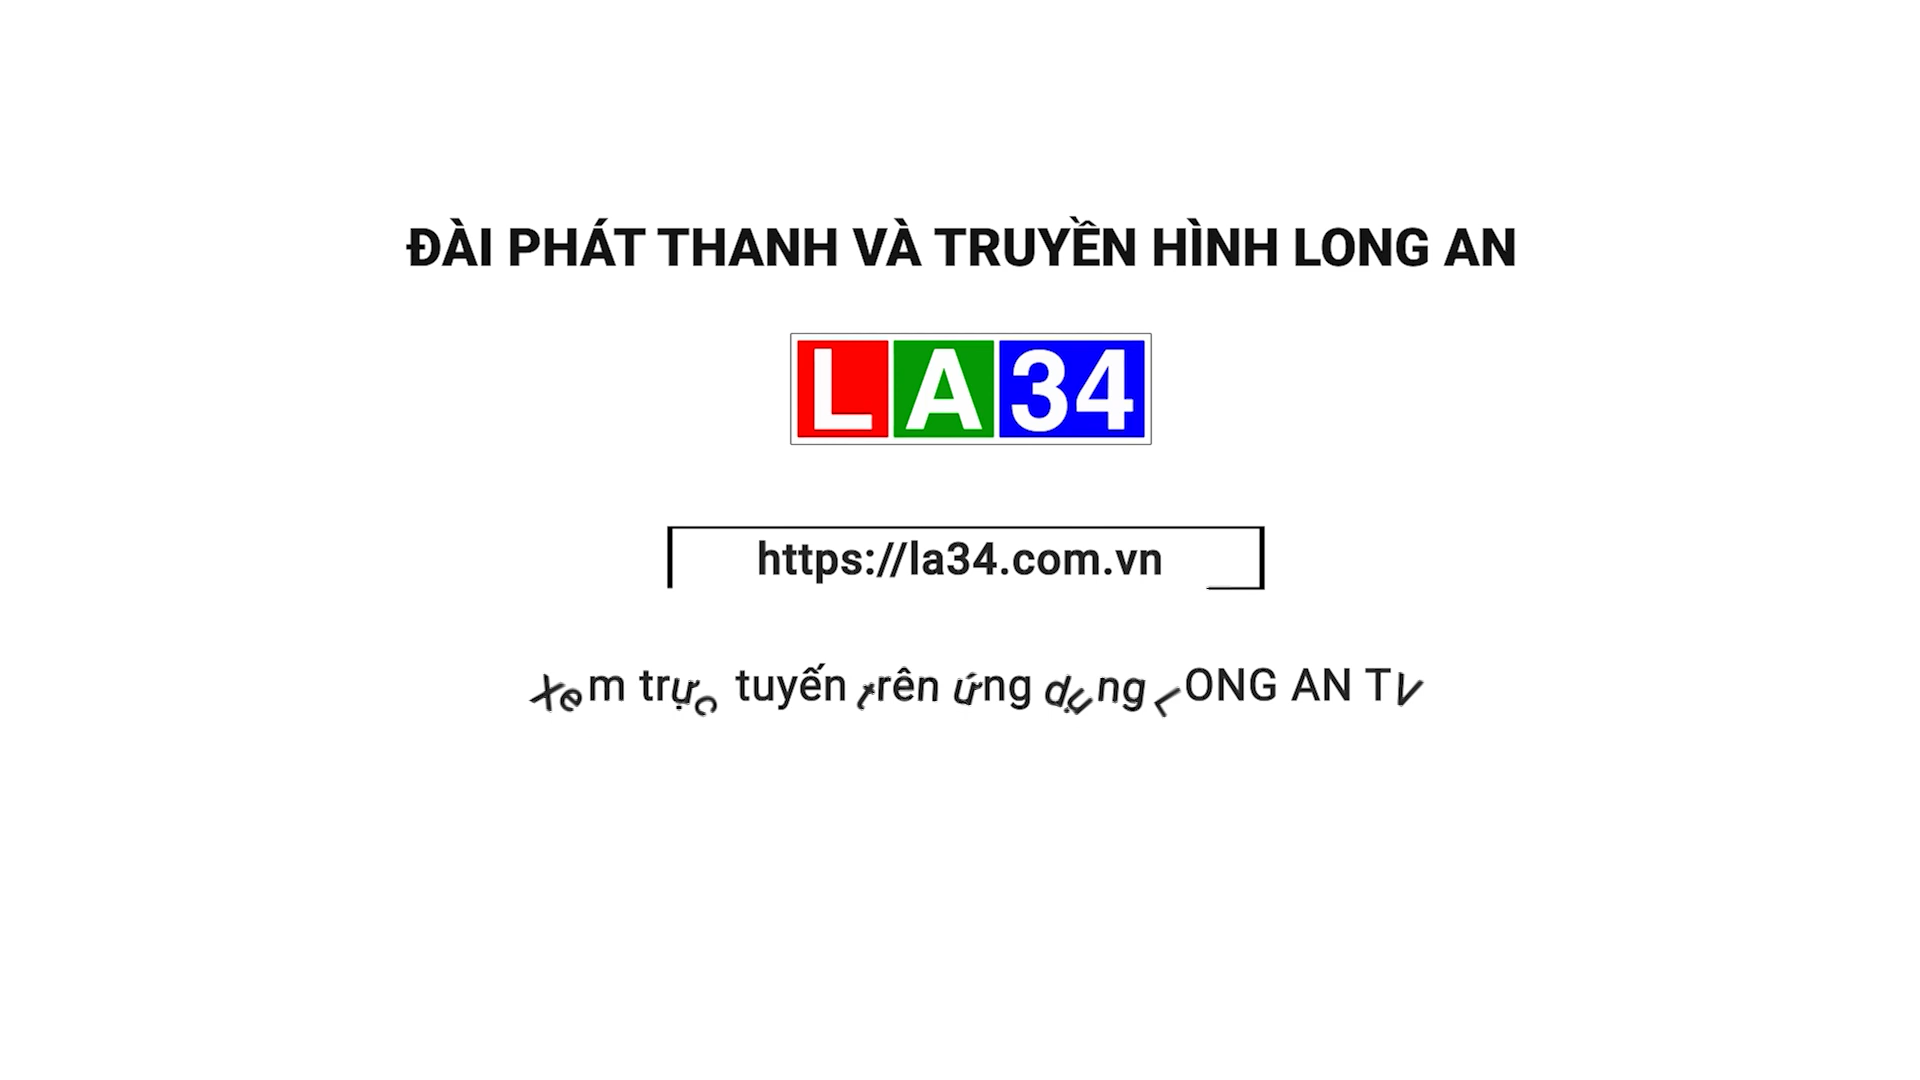 ĐÀI PHÁT THANH VÀ TRUYỀN HÌNH LONG AN
LA34
https://la34.com.vn
Xem trực tuyến trên ứng dụng LONG AN TV